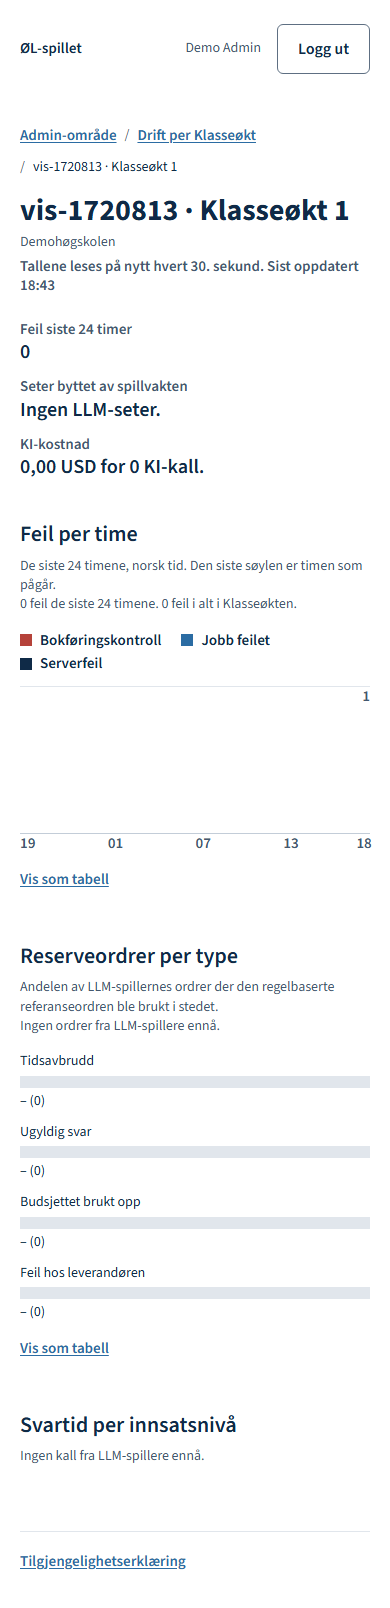 ØL-spillet
Demo Admin
Logg ut
Admin-område / Drift per Klasseøkt
/ vis-1720813 · Klasseøkt 1
vis-1720813 · Klasseøkt 1
Demohøgskolen
Tallene leses på nytt hvert 30. sekund. Sist oppdatert
18:43
Feil siste 24 timer
0
Seter byttet av spillvakten
Ingen LLM-seter.
KI-kostnad
0,00 USD for 0 KI-kall.
Feil per time
De siste 24 timene, norsk tid. Den siste søylen er timen som
pågår.
0 feil de siste 24 timene. 0 feil i alt i Klasseøkten.
Bokføringskontroll
Jobb feilet
Serverfeil
1
19 01 07 13 18
Vis som tabell
Reserveordrer per type
Andelen av LLM-spillernes ordrer der den regelbaserte
referanseordren ble brukt i stedet.
Ingen ordrer fra LLM-spillere ennå.
Tidsavbrudd
– (0)
Ugyldig svar
– (0)
Budsjettet brukt opp
– (0)
Feil hos leverandøren
– (0)
Vis som tabell
Svartid per innsatsnivå
Ingen kall fra LLM-spillere ennå.
Tilgjengelighetserklæring